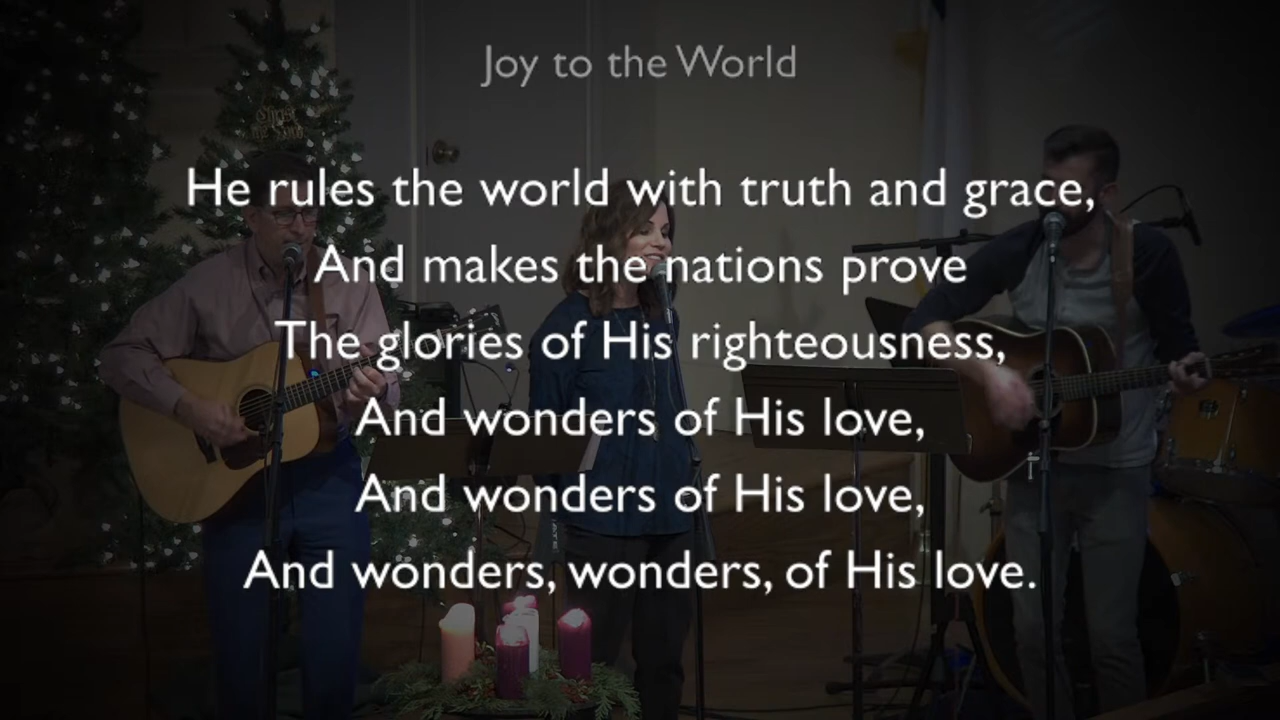 Joy to the World
He rules the world with truth and grace,
And makes the nations prove
The glories of His righteousness,
And wonders of His love,
And wonders of His love,
And wonders, wonders, of His love.